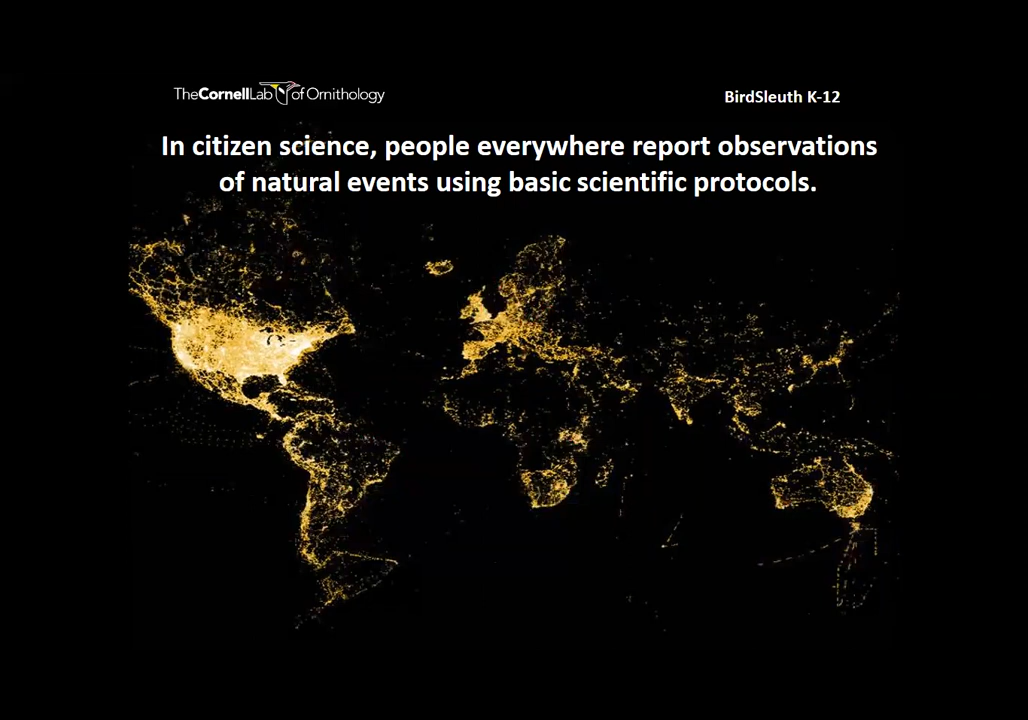 TheCornellLab of Ornithology
BirdSleuth K-12
In citizen science, people everywhere report observations
of natural events using basic scientific protocols.